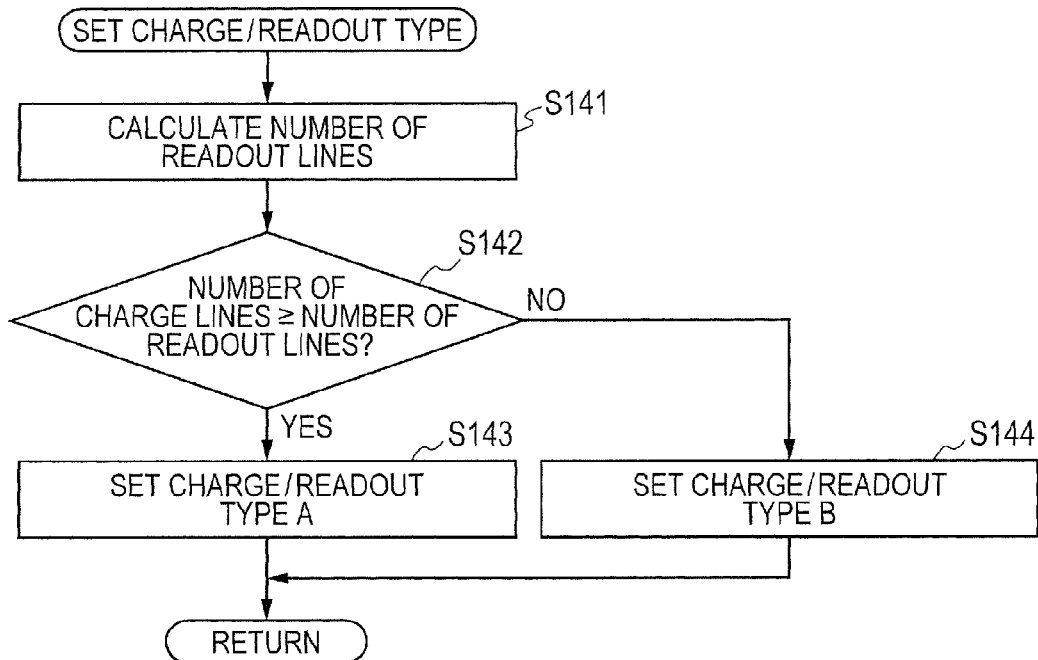 SET CHARGE/READOUT TYPE
S141
CALCULATE NUMBER OF
READOUT LINES
S142
NUMBER OF
CHARGE LINES ≥ NUMBER OF
READOUT LINES?
NO
YES
S143
SET CHARGE/READOUT
TYPE A
S144
SET CHARGE/READOUT
TYPE B
RETURN